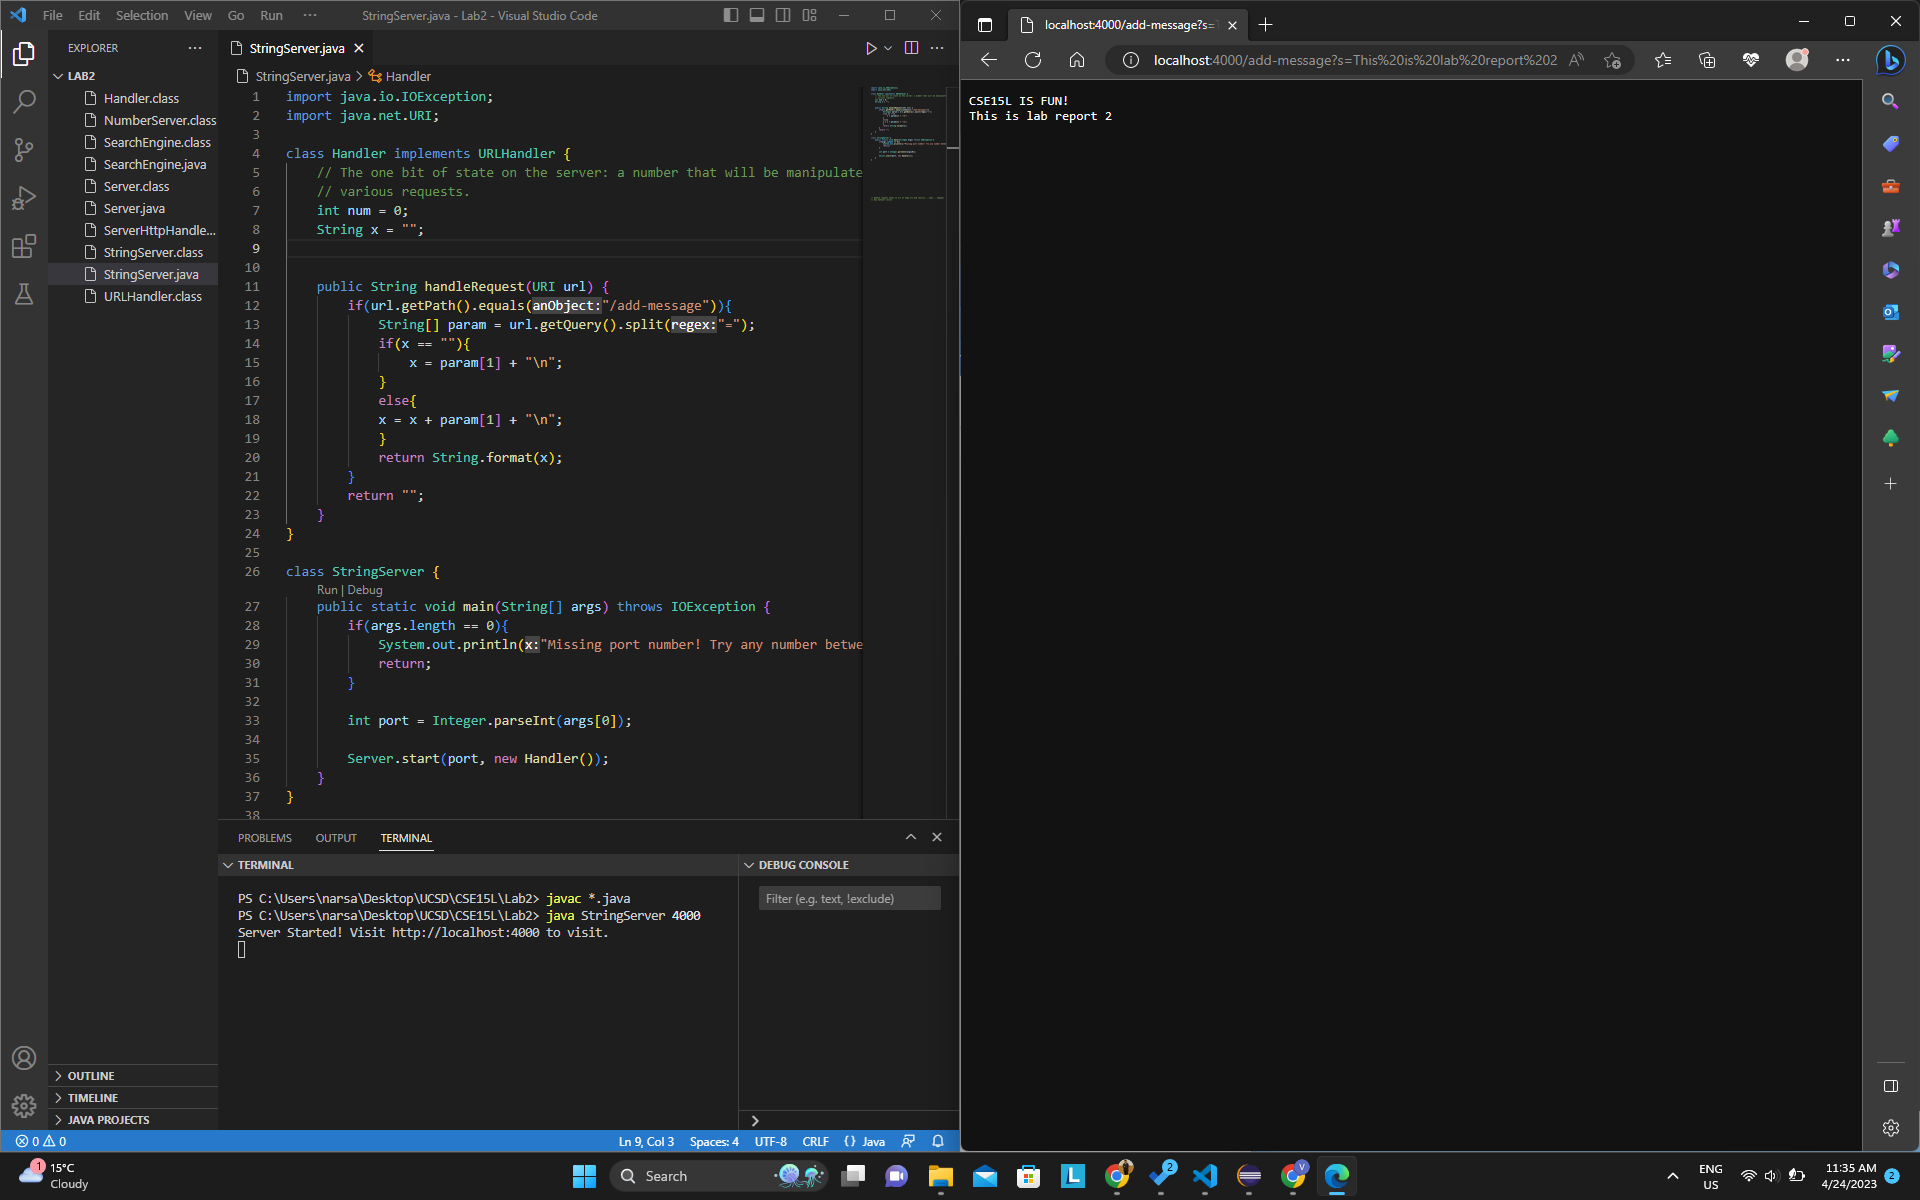 File Edit Selection View Go Run ··· StringServer.java - Lab2 - Visual Studio Code
EXPLORER
LAB2
Handler.class
NumberServer.class
SearchEngine.class
SearchEngine.java
Server.class
Server.java
ServerHttpHandle...
StringServer.class
StringServer.java
URLHandler.class
OUTLINE
TIMELINE
JAVA PROJECTS
StringServer.java
StringServer.java > Handler
1 import java.io.IOException;
2 import java.net.URI;
3
4 class Handler implements URLHandler {
5 // The one bit of state on the server: a number that will be manipulate
6 // various requests.
7 int num = 0;
8 String x = "";
9
10
11 public String handleRequest(URI url) {
12 if(url.getPath().equals(anObject:"/add-message")){
13 String[] param = url.getQuery().split(regex:"=");
14 if(x == ""){
15 x = param[1] + "\n";
16 }
17 else{
18 x = x + param[1] + "\n";
19 }
20 return String.format(x);
21 }
22 return "";
23 }
24 }
25
26 class StringServer {
Run | Debug
27 public static void main(String[] args) throws IOException {
28 if(args.length == 0){
29 System.out.println(x:"Missing port number! Try any number betwe
30 return;
31 }
32
33 int port = Integer.parseInt(args[0]);
34
35 Server.start(port, new Handler());
36 }
37 }
38
PROBLEMS OUTPUT TERMINAL
TERMINAL
PS C:\Users\narsa\Desktop\UCSD\CSE15L\Lab2> javac *.java
PS C:\Users\narsa\Desktop\UCSD\CSE15L\Lab2> java StringServer 4000
Server Started! Visit http://localhost:4000 to visit.
DEBUG CONSOLE
Filter (e.g. text, !exclude)
0 0 Ln 9, Col 3 Spaces: 4 UTF-8 CRLF {} Java
localhost:4000/add-message?s=
localhost:4000/add-message?s=This%20is%20lab%20report%202
CSE15L IS FUN!
This is lab report 2
1 15°C
Cloudy
Search
2
V
ENG
US
11:35 AM
4/24/2023
2